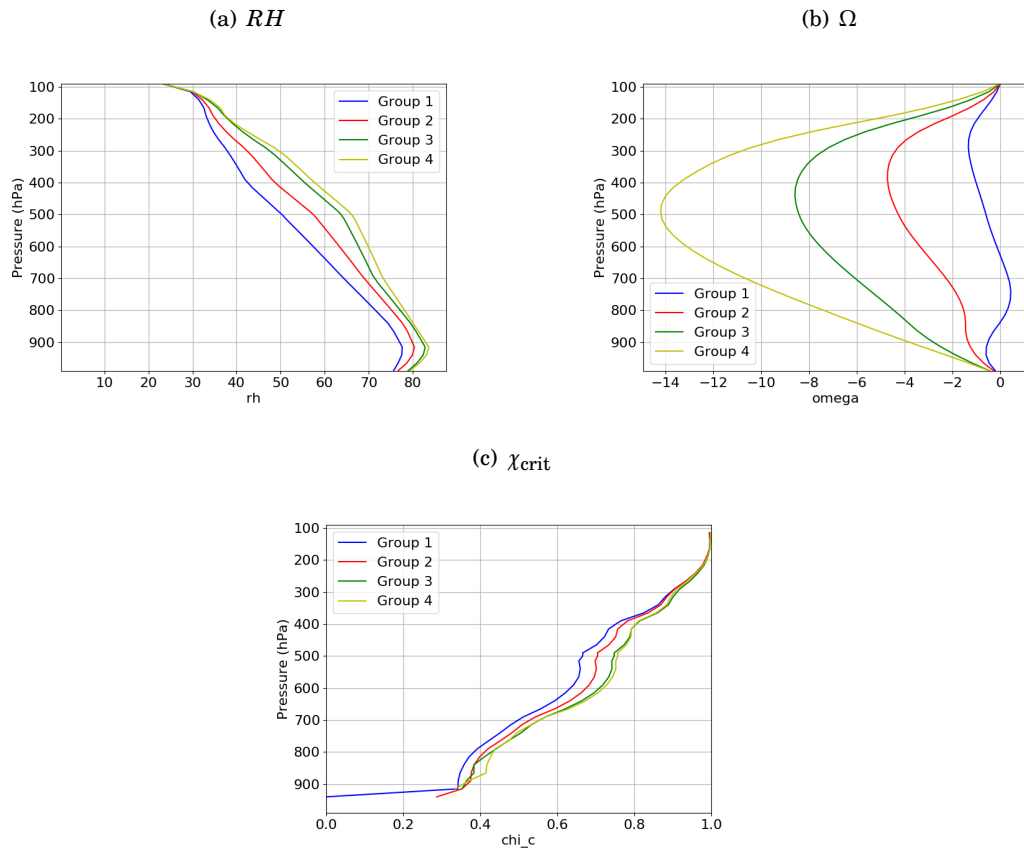 (a) RH
(b) Ω
100
200
300
400
500
600
700
800
900
Pressure (hPa)
10 20 30 40 50 60 70 80
rh
Group 1
Group 2
Group 3
Group 4
100
200
300
400
500
600
700
800
900
Pressure (hPa)
−14 −12 −10 −8 −6 −4 −2 0
omega
Group 1
Group 2
Group 3
Group 4
(c) χcrit
100
200
300
400
500
600
700
800
900
Pressure (hPa)
0.0 0.2 0.4 0.6 0.8 1.0
chi_c
Group 1
Group 2
Group 3
Group 4